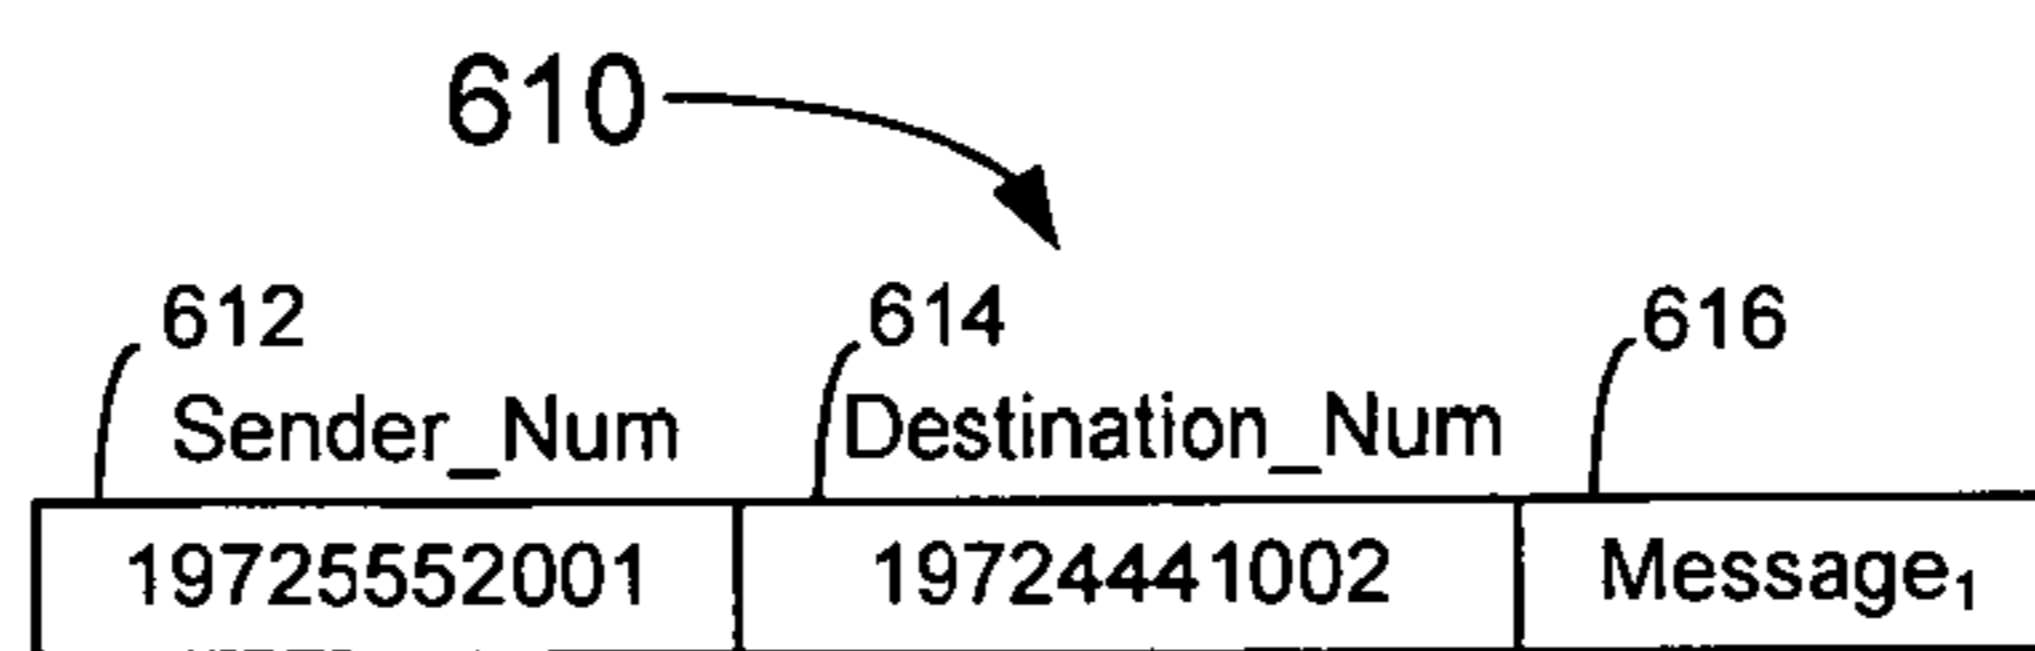 610
612 614 616
Sender_Num Destination_Num
19725552001 19724441002 Message₁